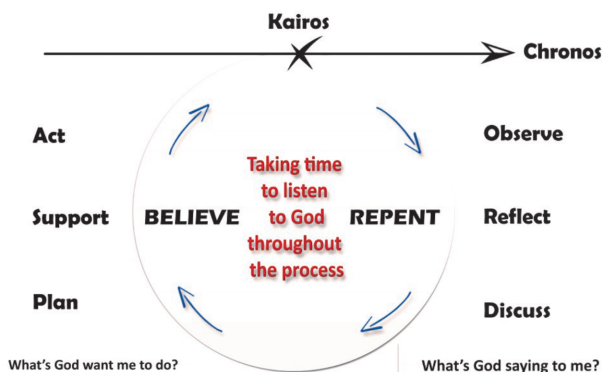 Kairos
Chronos
Act
Observe
Taking time
to listen
to God
throughout
the process
Support
BELIEVE
REPENT
Reflect
Plan
Discuss
What's God want me to do?
What's God saying to me?